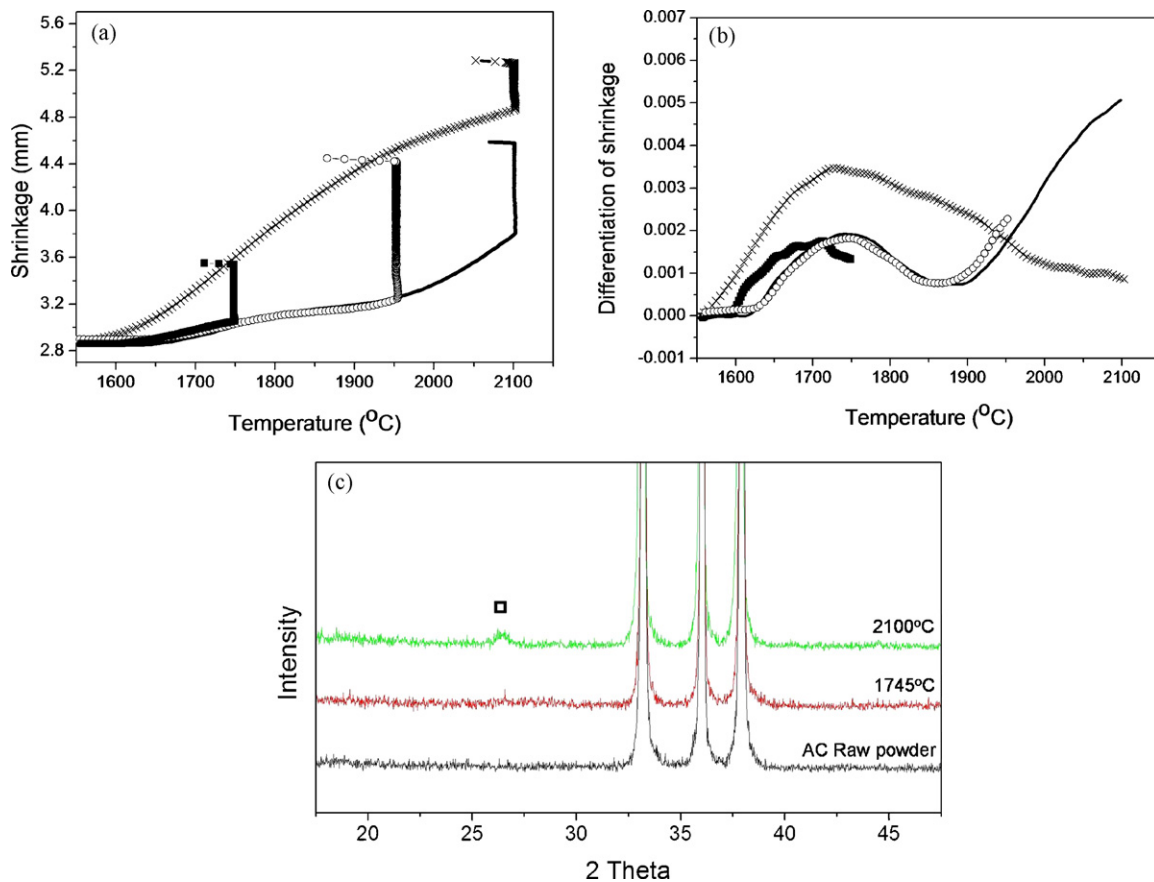 (a)
Shrinkage (mm)
5.6
5.2
4.8
4.4
4.0
3.6
3.2
2.8
1600
1700
1800
1900
2000
2100
Temperature (°C)
(b)
Differentiation of shrinkage
0.007
0.006
0.005
0.004
0.003
0.002
0.001
0.000
-0.001
1600
1700
1800
1900
2000
2100
Temperature (°C)
(c)
Intensity
2100°C
1745°C
AC Raw powder
20
25
30
35
40
45
2 Theta